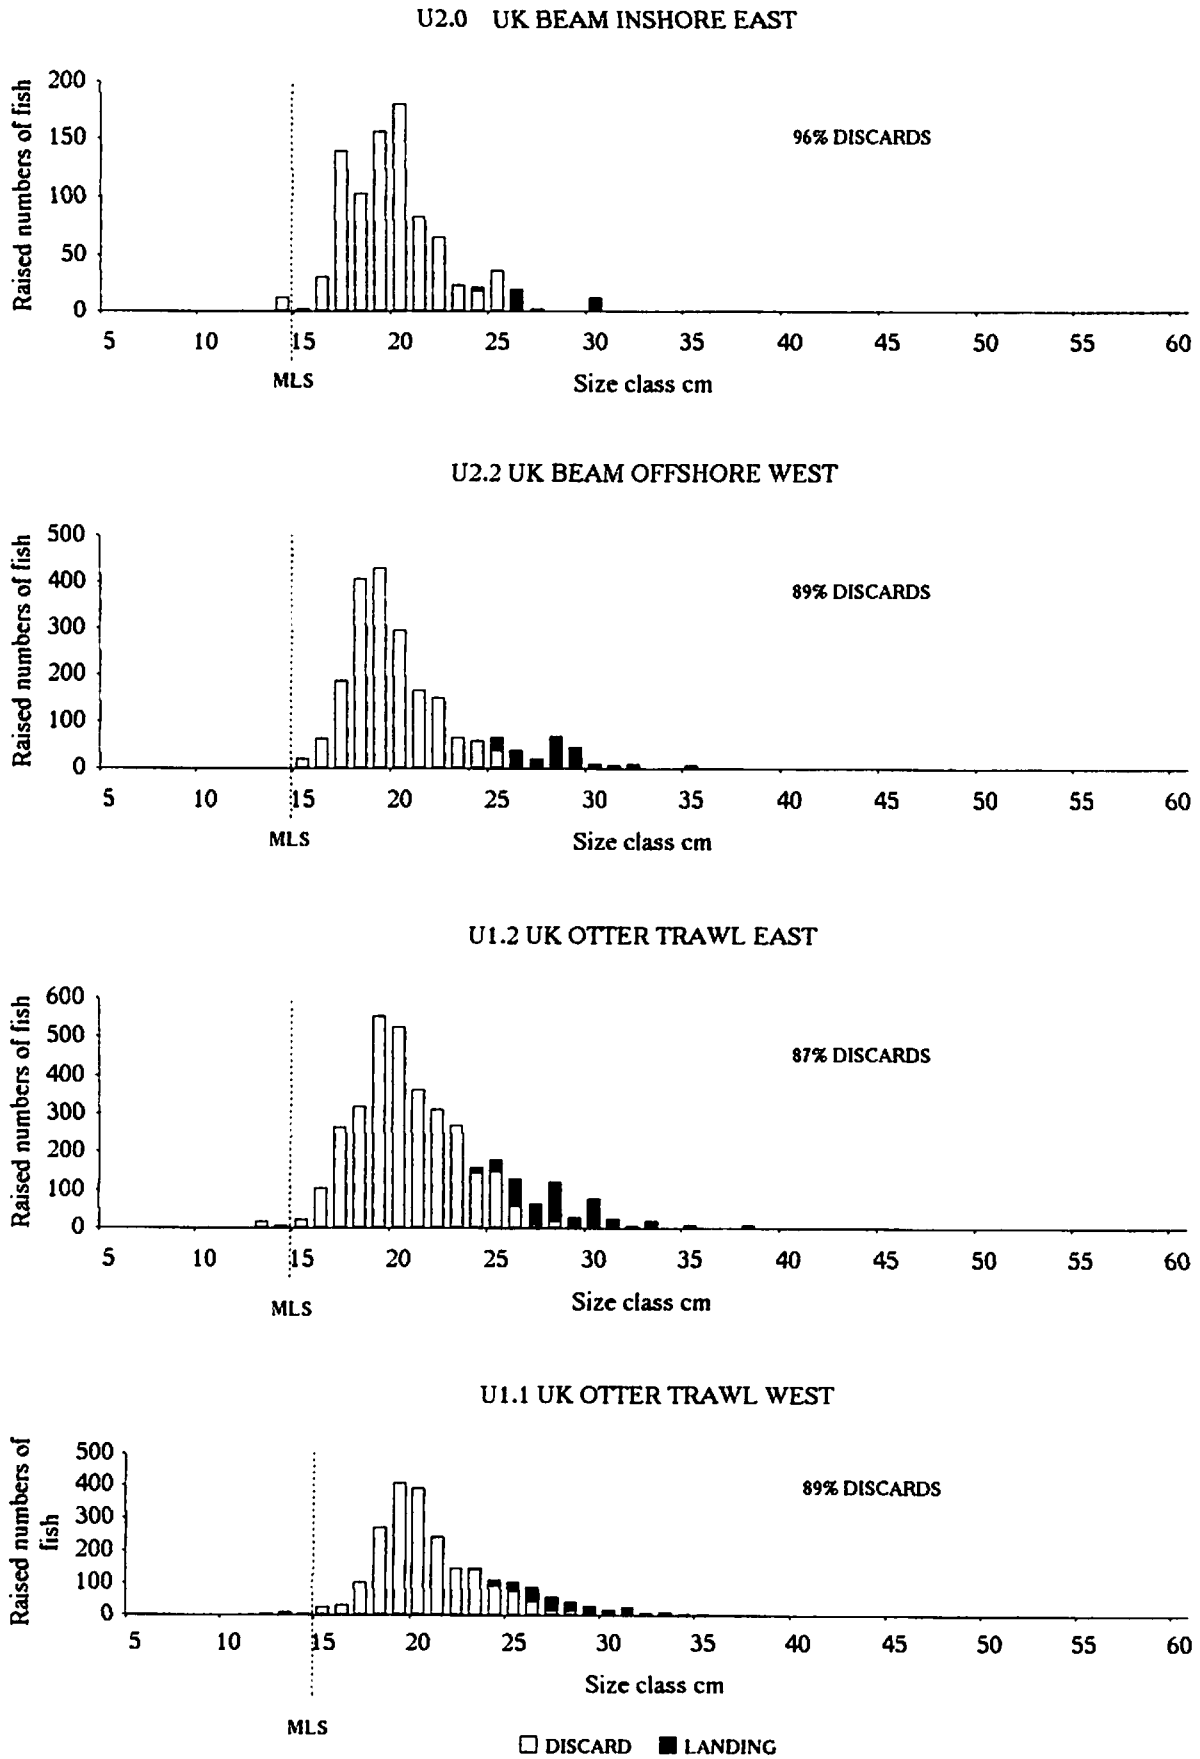 U2.0 UK BEAM INSHORE EAST
Raised numbers of fish
200
150
100
50
0
96% DISCARDS
5 10 15 20 25 30 35 40 45 50 55 60
MLS
Size class cm
U2.2 UK BEAM OFFSHORE WEST
Raised numbers of fish
500
400
300
200
100
0
89% DISCARDS
5 10 15 20 25 30 35 40 45 50 55 60
MLS
Size class cm
U1.2 UK OTTER TRAWL EAST
Raised numbers of fish
600
500
400
300
200
100
0
87% DISCARDS
5 10 15 20 25 30 35 40 45 50 55 60
MLS
Size class cm
U1.1 UK OTTER TRAWL WEST
Raised numbers of
fish
500
400
300
200
100
0
89% DISCARDS
5 10 15 20 25 30 35 40 45 50 55 60
Size class cm
MLS
DISCARD LANDING